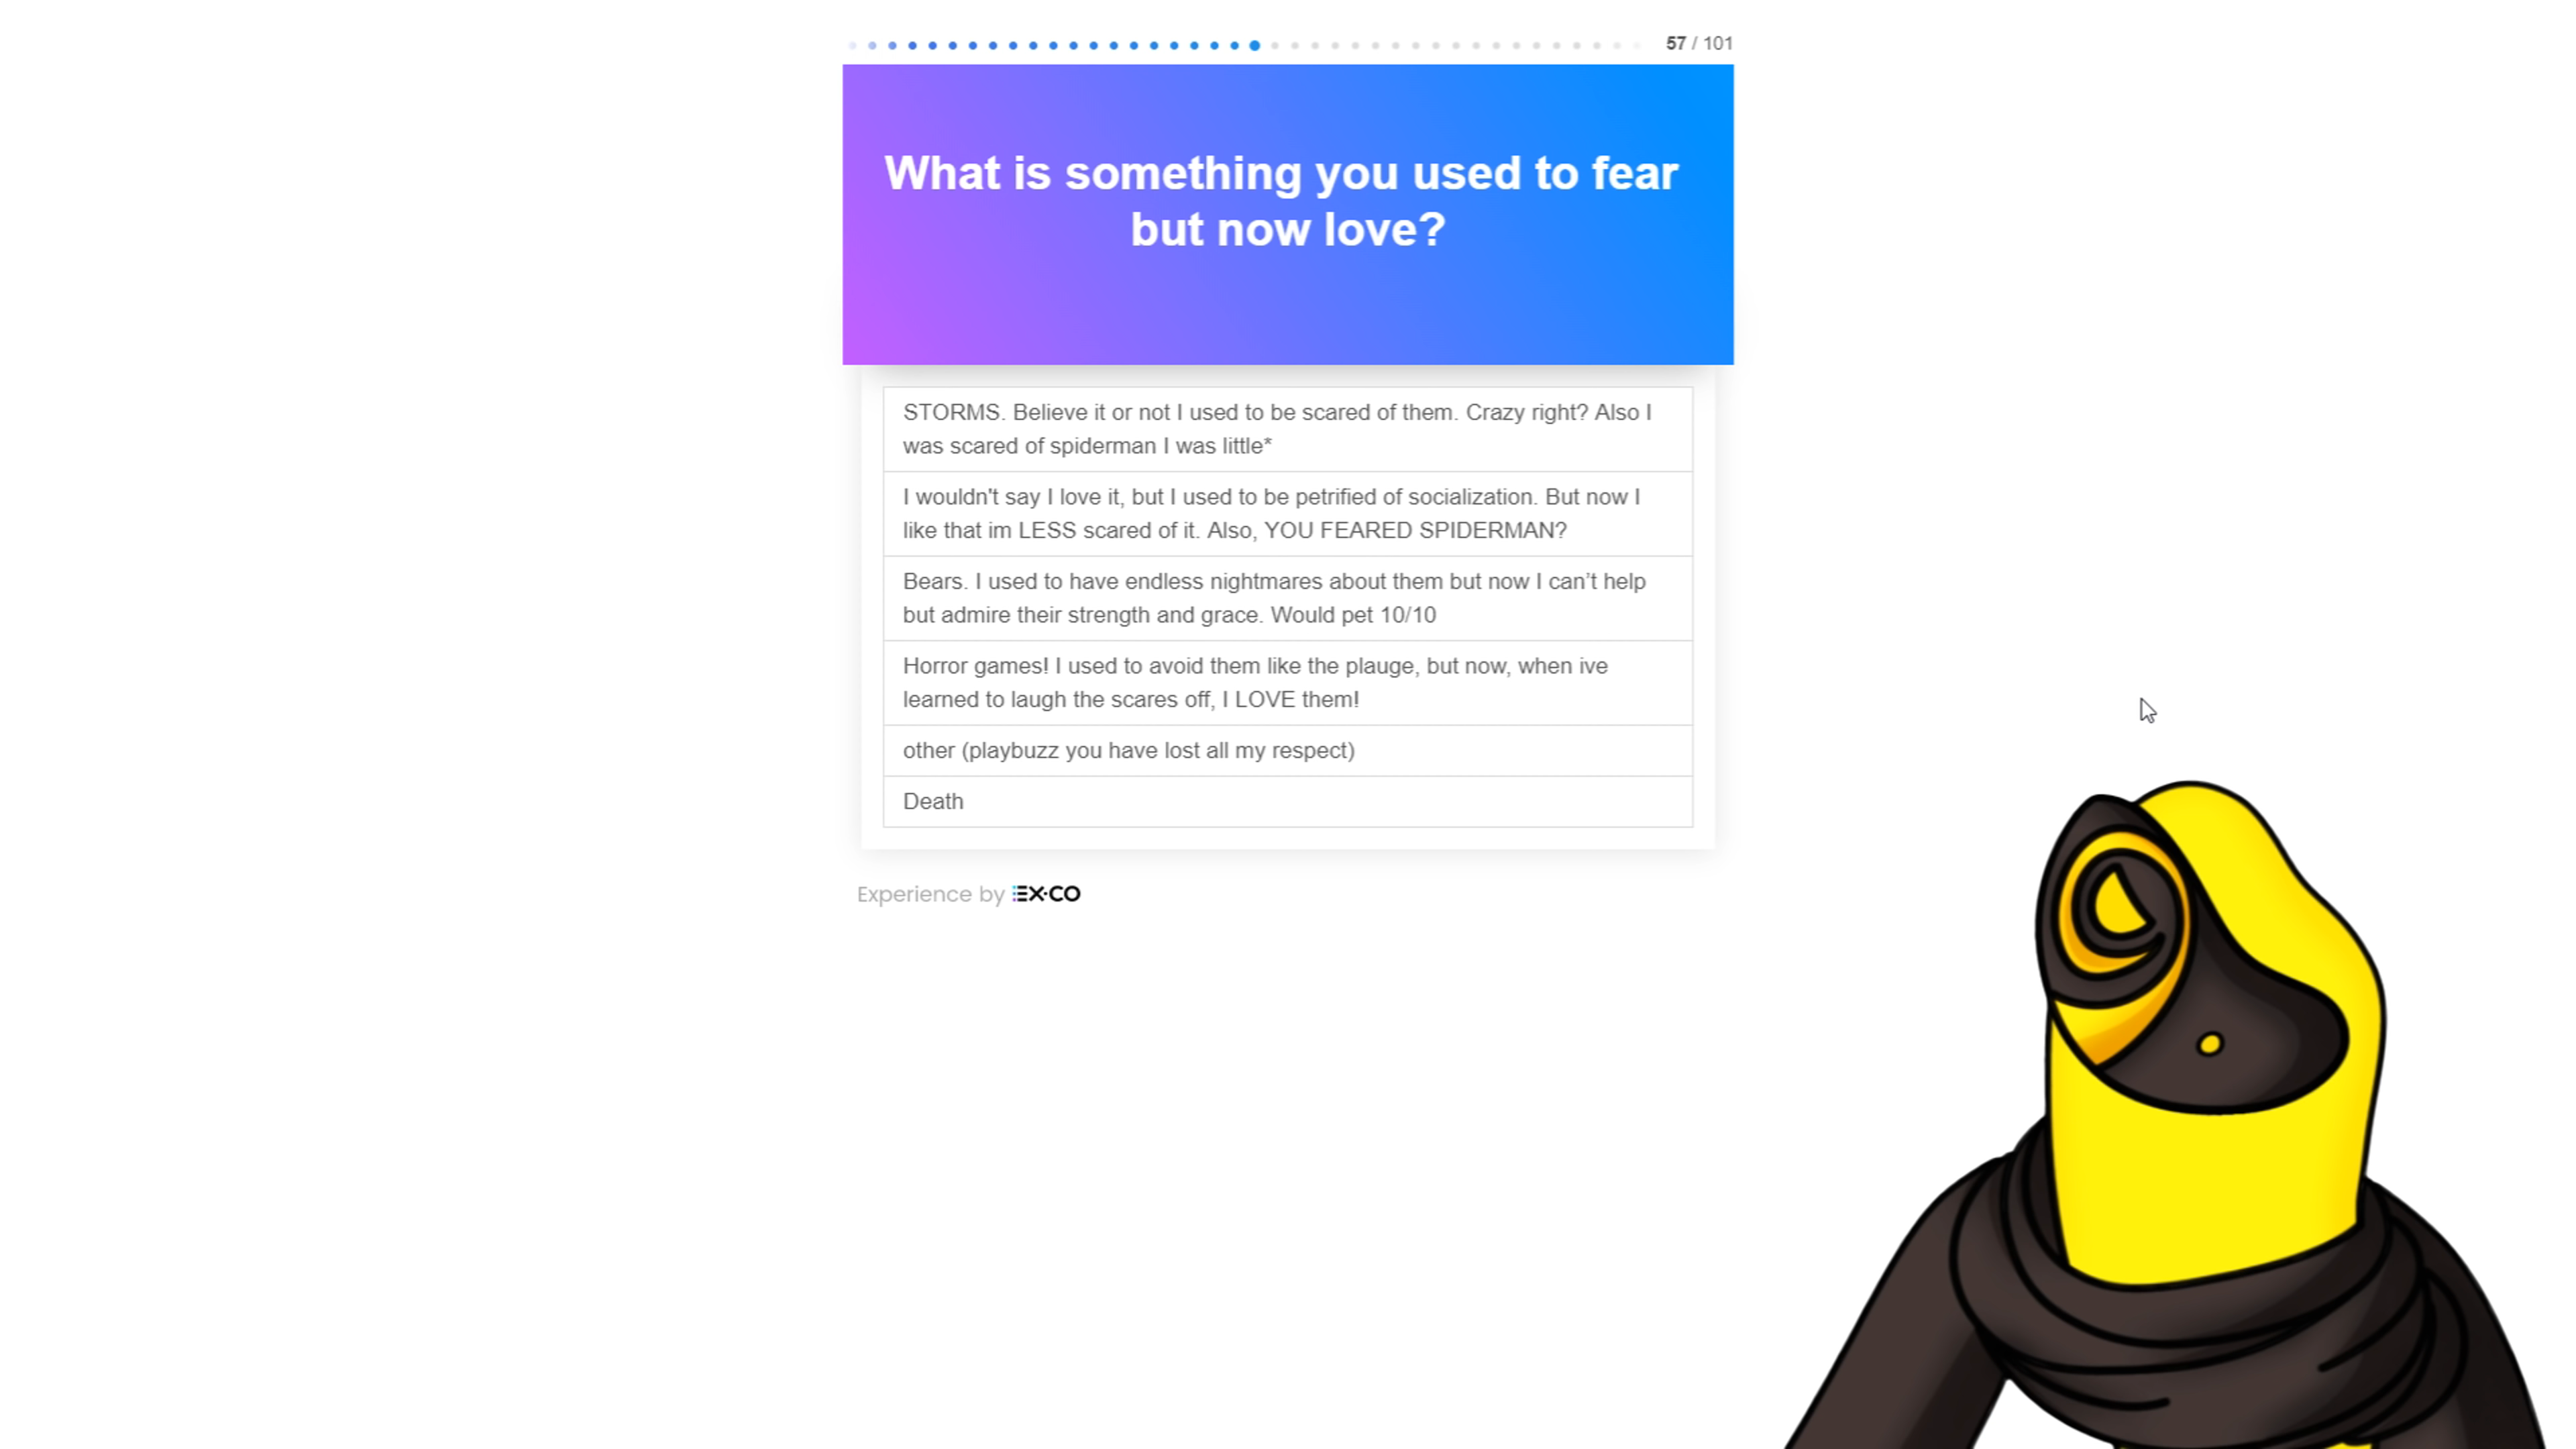 57 / 101
What is something you used to fear
but now love?
STORMS. Believe it or not I used to be scared of them. Crazy right? Also I
was scared of spiderman I was little*
I wouldn't say I love it, but I used to be petrified of socialization. But now I
like that im LESS scared of it. Also, YOU FEARED SPIDERMAN?
Bears. I used to have endless nightmares about them but now I can’t help
but admire their strength and grace. Would pet 10/10
Horror games! I used to avoid them like the plauge, but now, when ive
learned to laugh the scares off, I LOVE them!
other (playbuzz you have lost all my respect)
Death
Experience by EX·CO